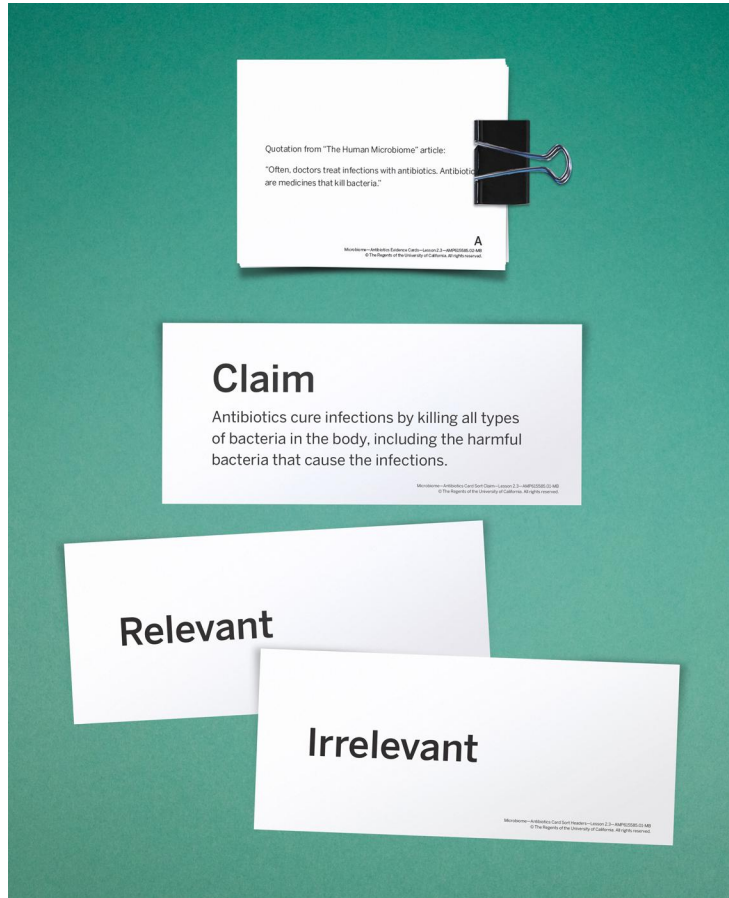 Quotation from "The Human Microbiome" article:
"Often, doctors treat infections with antibiotics. Antibiotic
are medicines that kill bacteria."
A
Microbiome—Antibiotics Evidence Cards—Lesson 2.3—AMP.ED585.02-MB
© The Regents of the University of California. All rights reserved.
Claim
Antibiotics cure infections by killing all types
of bacteria in the body, including the harmful
bacteria that cause the infections.
Microbiome—Antibiotics Card Sort Claim—Lesson 2.3—
© The Regents of the University of California. All rights reserved.
Relevant
Irrelevant
Microbiome—Antibiotics Card Sort Headers—Lesson 2.3—
© The Regents of the University of California. All rights reserved.